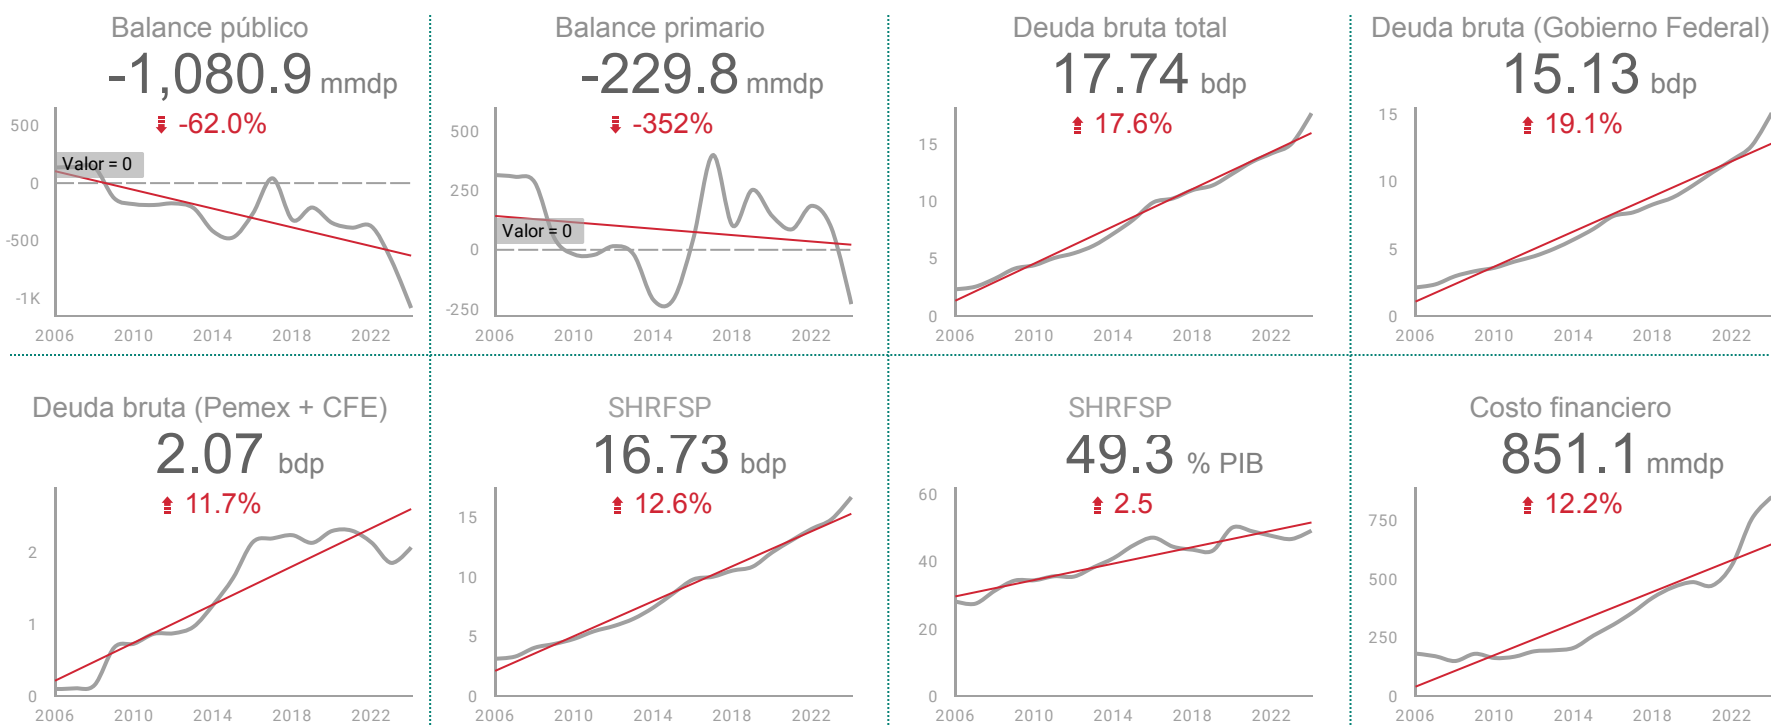 Balance público
-1,080.9 mmdp
-62.0%
500
Valor = 0
0
-500
-1K
2006 2010 2014 2018 2022
Balance primario
-229.8 mmdp
-352%
500
250
Valor = 0
0
-250
2006 2010 2014 2018 2022
Deuda bruta total
17.74 bdp
17.6%
15
10
5
0
2006 2010 2014 2018 2022
Deuda bruta (Gobierno Federal)
15.13 bdp
19.1%
15
10
5
0
2006 2010 2014 2018 2022
Deuda bruta (Pemex + CFE)
2.07 bdp
11.7%
2
1
0
2006 2010 2014 2018 2022
SHRFSP
16.73 bdp
12.6%
15
10
5
0
2006 2010 2014 2018 2022
SHRFSP
49.3 % PIB
2.5
60
40
20
0
2006 2010 2014 2018 2022
Costo financiero
851.1 mmdp
12.2%
750
500
250
0
2006 2010 2014 2018 2022